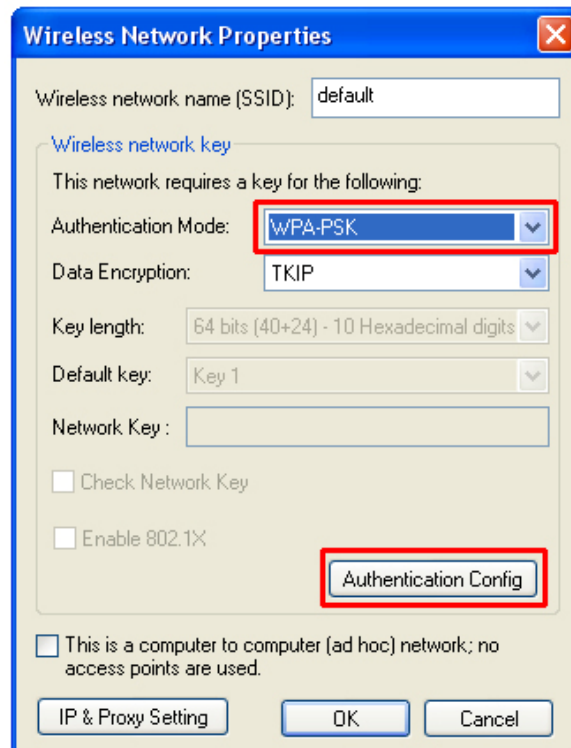 Wireless Network Properties
Wireless network name (SSID): default
Wireless network key
This network requires a key for the following:
Authentication Mode: WPA-PSK
Data Encryption: TKIP
Key length: 64 bits (40+24) - 10 Hexadecimal digits
Default key: Key 1
Network Key :
Check Network Key
Enable 802.1X
Authentication Config
This is a computer to computer (ad hoc) network; no
access points are used.
IP & Proxy Setting OK Cancel